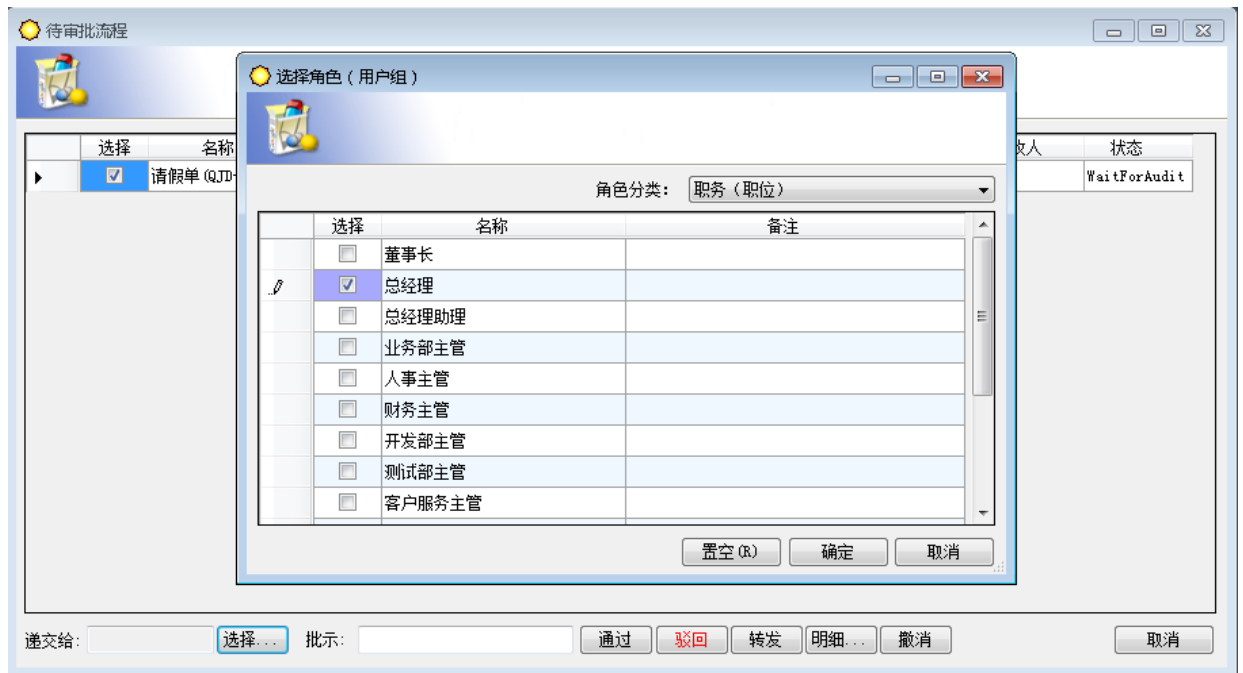 待审批流程
选择角色（用户组）
选择 名称 改人 状态
请假单(QJD- WaitForAudit
角色分类： 职务（职位）
选择 名称 备注
董事长
总经理
总经理助理
业务部主管
人事主管
财务主管
开发部主管
测试部主管
客户服务主管
置空(R) 确定 取消
递交给: 选择... 批示: 通过 驳回 转发 明细... 撤消 取消